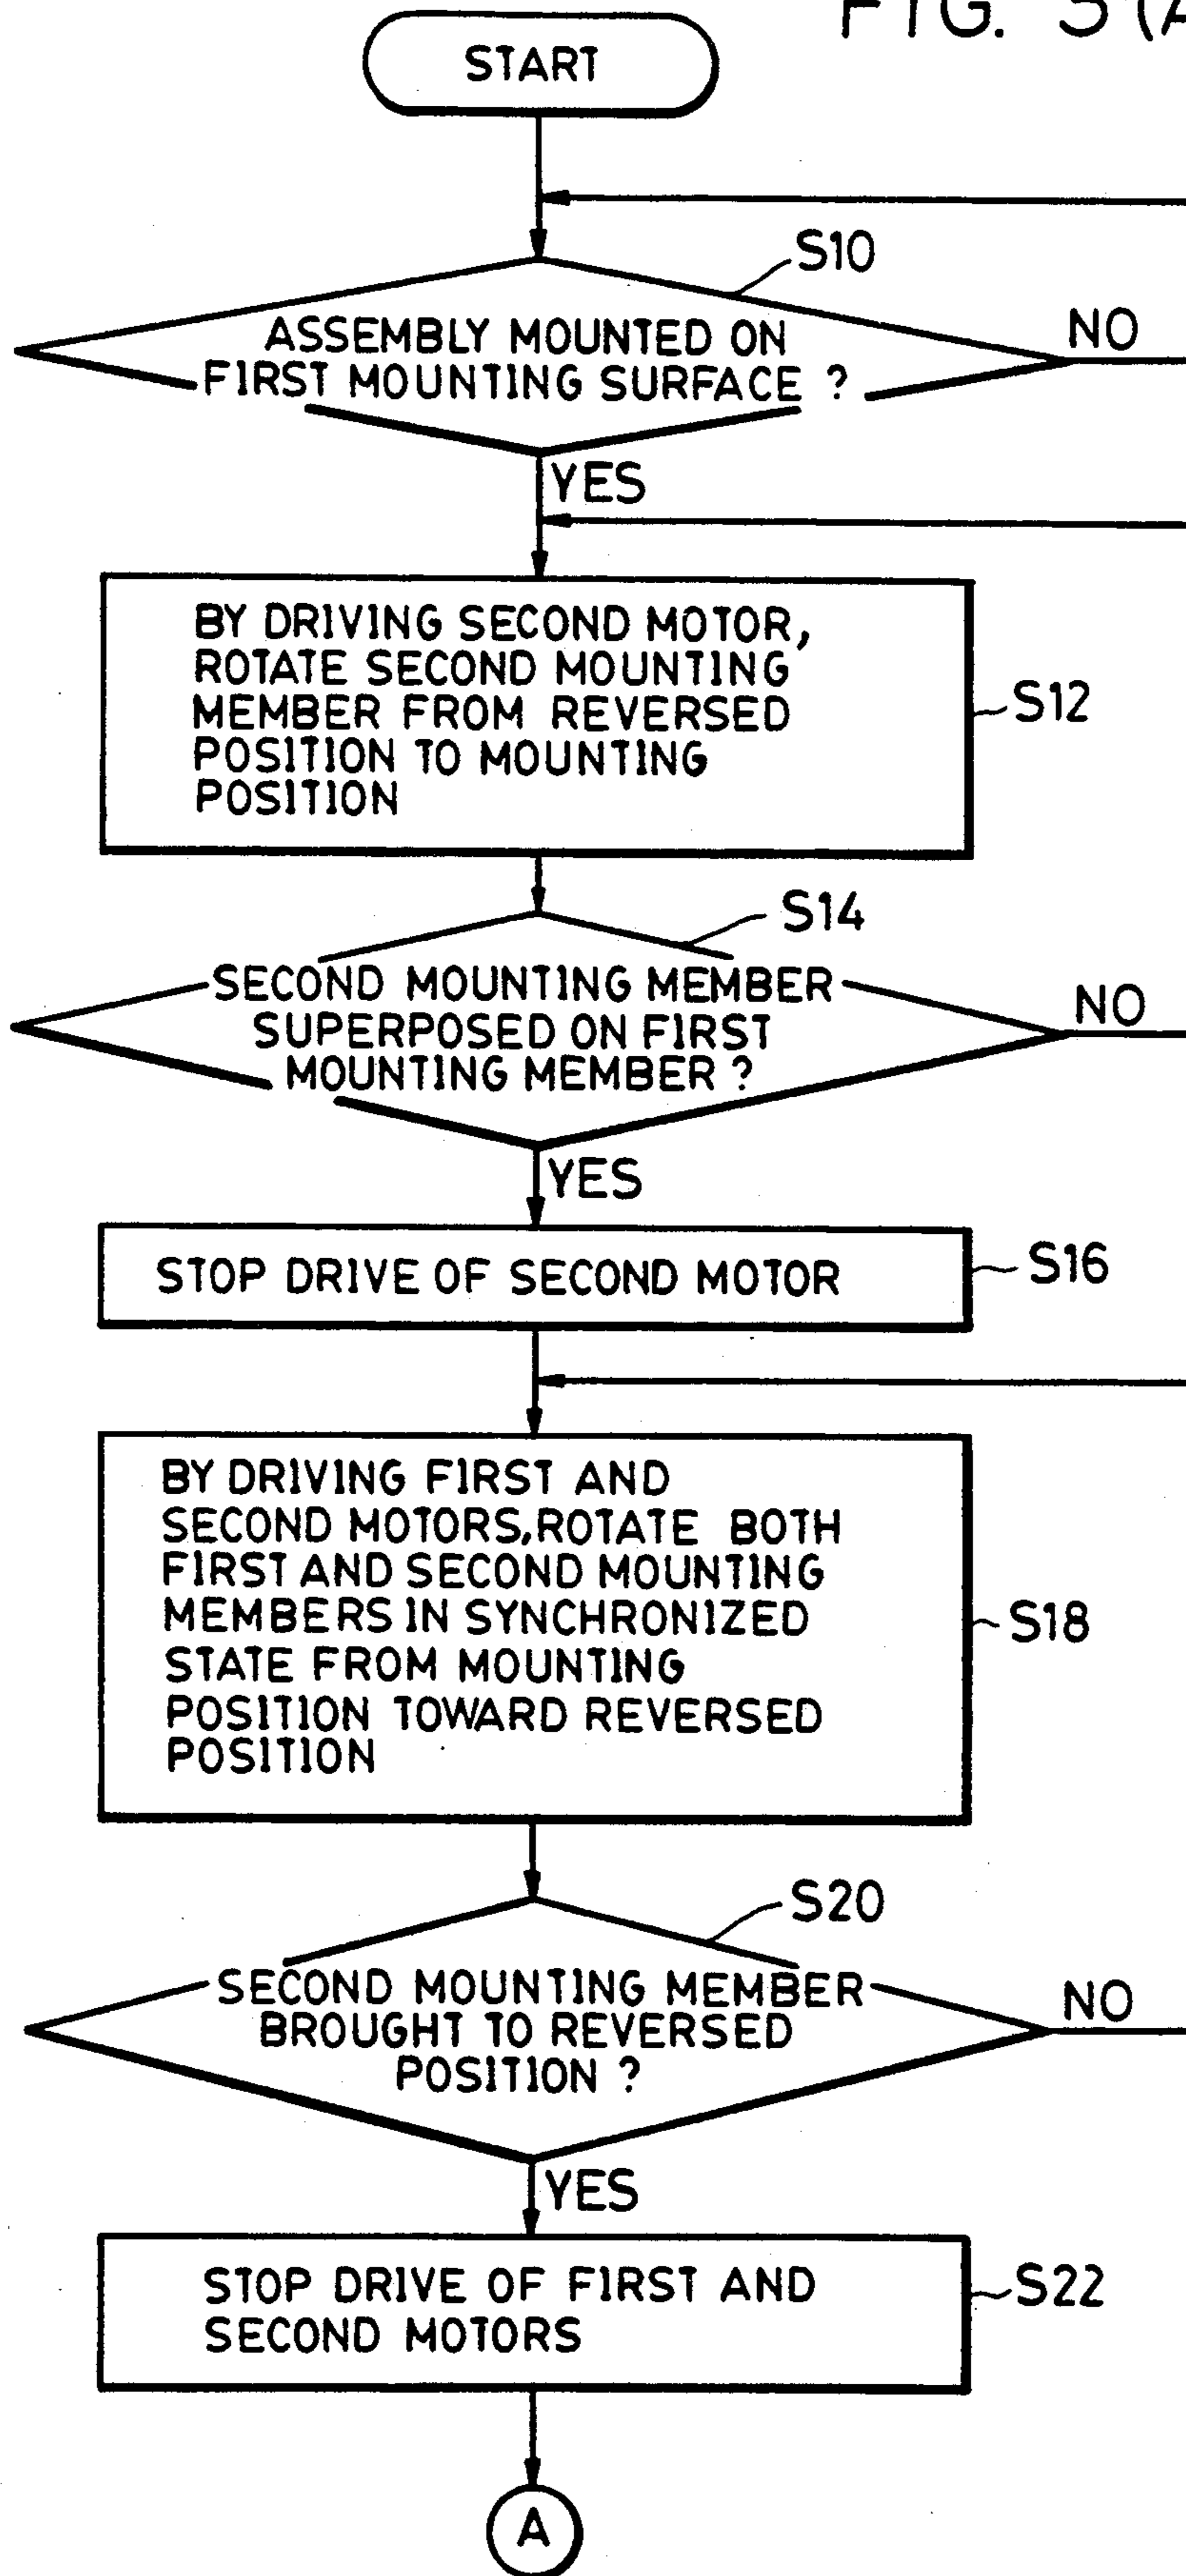 FIG. 5(A
START
S10
ASSEMBLY MOUNTED ON
FIRST MOUNTING SURFACE ?
NO
YES
BY DRIVING SECOND MOTOR,
ROTATE SECOND MOUNTING
MEMBER FROM REVERSED
POSITION TO MOUNTING
POSITION
S12
S14
SECOND MOUNTING MEMBER
SUPERPOSED ON FIRST
MOUNTING MEMBER ?
NO
YES
STOP DRIVE OF SECOND MOTOR
S16
BY DRIVING FIRST AND
SECOND MOTORS,ROTATE BOTH
FIRST AND SECOND MOUNTING
MEMBERS IN SYNCHRONIZED
STATE FROM MOUNTING
POSITION TOWARD REVERSED
POSITION
S18
S20
SECOND MOUNTING MEMBER
BROUGHT TO REVERSED
POSITION ?
NO
YES
STOP DRIVE OF FIRST AND
SECOND MOTORS
S22
A